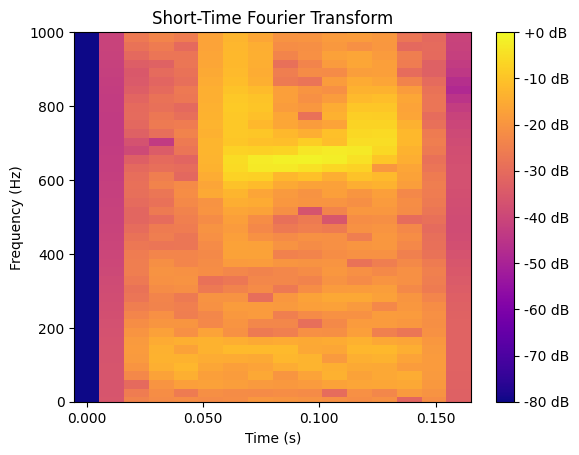 Short-Time Fourier Transform
1000
800
600
400
200
0
Frequency (Hz)
0.000
0.050
0.100
0.150
Time (s)
+0 dB
-10 dB
-20 dB
-30 dB
-40 dB
-50 dB
-60 dB
-70 dB
-80 dB